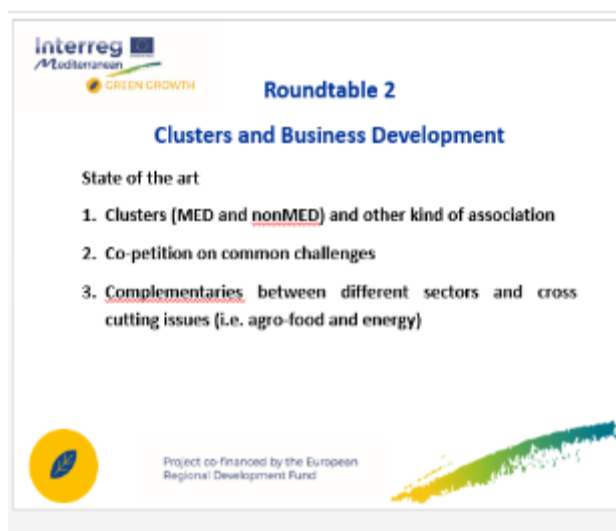 Interreg
Mediterranean
GREEN GROWTH
Roundtable 2
Clusters and Business Development
State of the art
1. Clusters (MED and nonMED) and other kind of association
2. Co-petition on common challenges
3. Complementaries between different sectors and cross
cutting issues (i.e. agro-food and energy)
Project co-financed by the European
Regional Development Fund